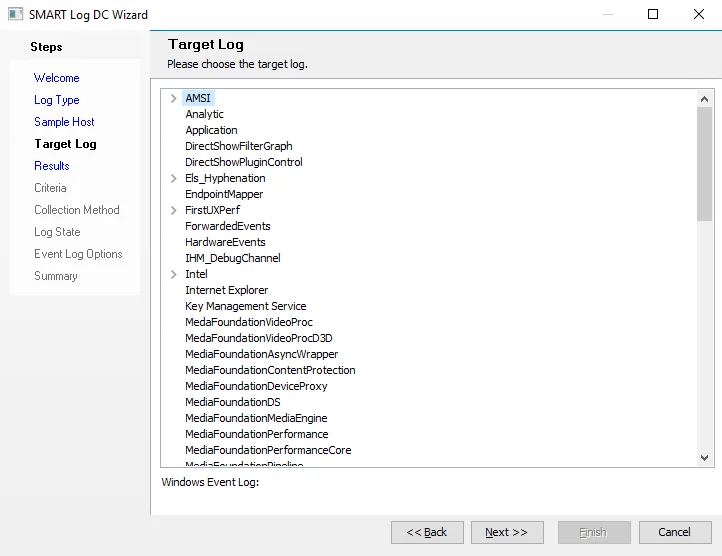 SMART Log DC Wizard
Steps
Welcome
Log Type
Sample Host
Target Log
Results
Criteria
Collection Method
Log State
Event Log Options
Summary
Target Log
Please choose the target log.
AMSI
Analytic
Application
DirectShowFilterGraph
DirectShowPluginControl
Els_Hyphenation
EndpointMapper
FirstUXPerf
ForwardedEvents
HardwareEvents
IHM_DebugChannel
Intel
Internet Explorer
Key Management Service
MedaFoundationVideoProc
MedaFoundationVideoProcD3D
MediaFoundationAsyncWrapper
MediaFoundationContentProtection
MediaFoundationDeviceProxy
MediaFoundationDS
MediaFoundationMediaEngine
MediaFoundationPerformance
MediaFoundationPerformanceCore
MediaFoundationPipeline
Windows Event Log:
<< Back
Next >>
Finish
Cancel